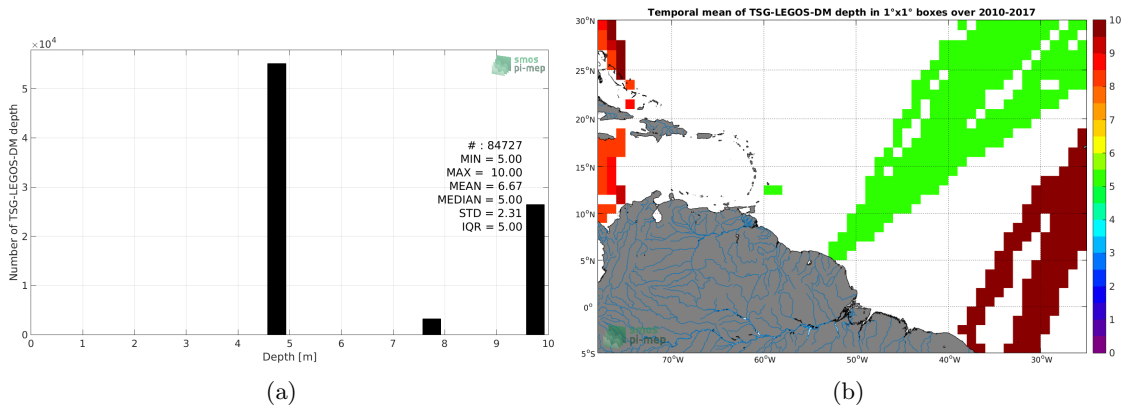 ×10⁴
5
4
3
2
1
0
Number of TSG-LEGOS-DM depth
0 1 2 3 4 5 6 7 8 9 10
Depth [m]
smos
pi-mep
# : 84727
MIN = 5.00
MAX = 10.00
MEAN = 6.67
MEDIAN = 5.00
STD = 2.31
IQR = 5.00
(a)
Temporal mean of TSG-LEGOS-DM depth in 1°x1° boxes over 2010-2017
30°N
25°N
20°N
15°N
10°N
5°N
0°
5°S
70°W 60°W 50°W 40°W 30°W
smos
pi-mep
10
9
8
7
6
5
4
3
2
1
0
(b)